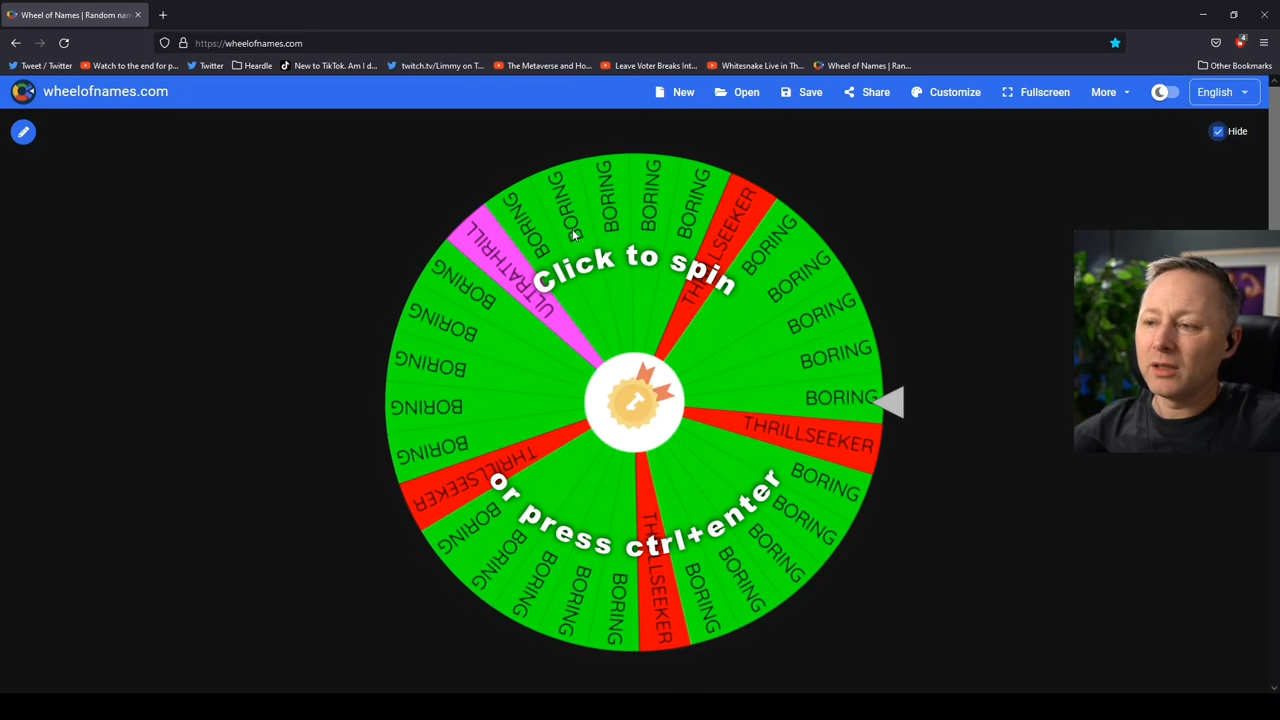 Wheel of Names | Random nam
https://wheelofnames.com
Tweet / Twitter
Watch to the end for p...
Twitter
Heardle
New to TikTok. Am I d...
twitch.tv/Limmy on T...
The Metaverse and Ho...
Leave Voter Breaks Int...
Whitesnake Live in Th...
Wheel of Names | Ran...
Other Bookmarks
4
wheelofnames.com
New
Open
Save
Share
Customize
Fullscreen
More
English
Hide
BORING
BORING
BORING
BORING
BORING
THRILLSEEKER
BORING
BORING
BORING
BORING
BORING
THRILLSEEKER
BORING
BORING
BORING
BORING
BORING
THRILLSEEKER
BORING
BORING
BORING
BORING
BORING
THRILLSEEKER
BORING
BORING
BORING
BORING
BORING
ULTRATHRILL
Click to spin
or press ctrl+enter
1